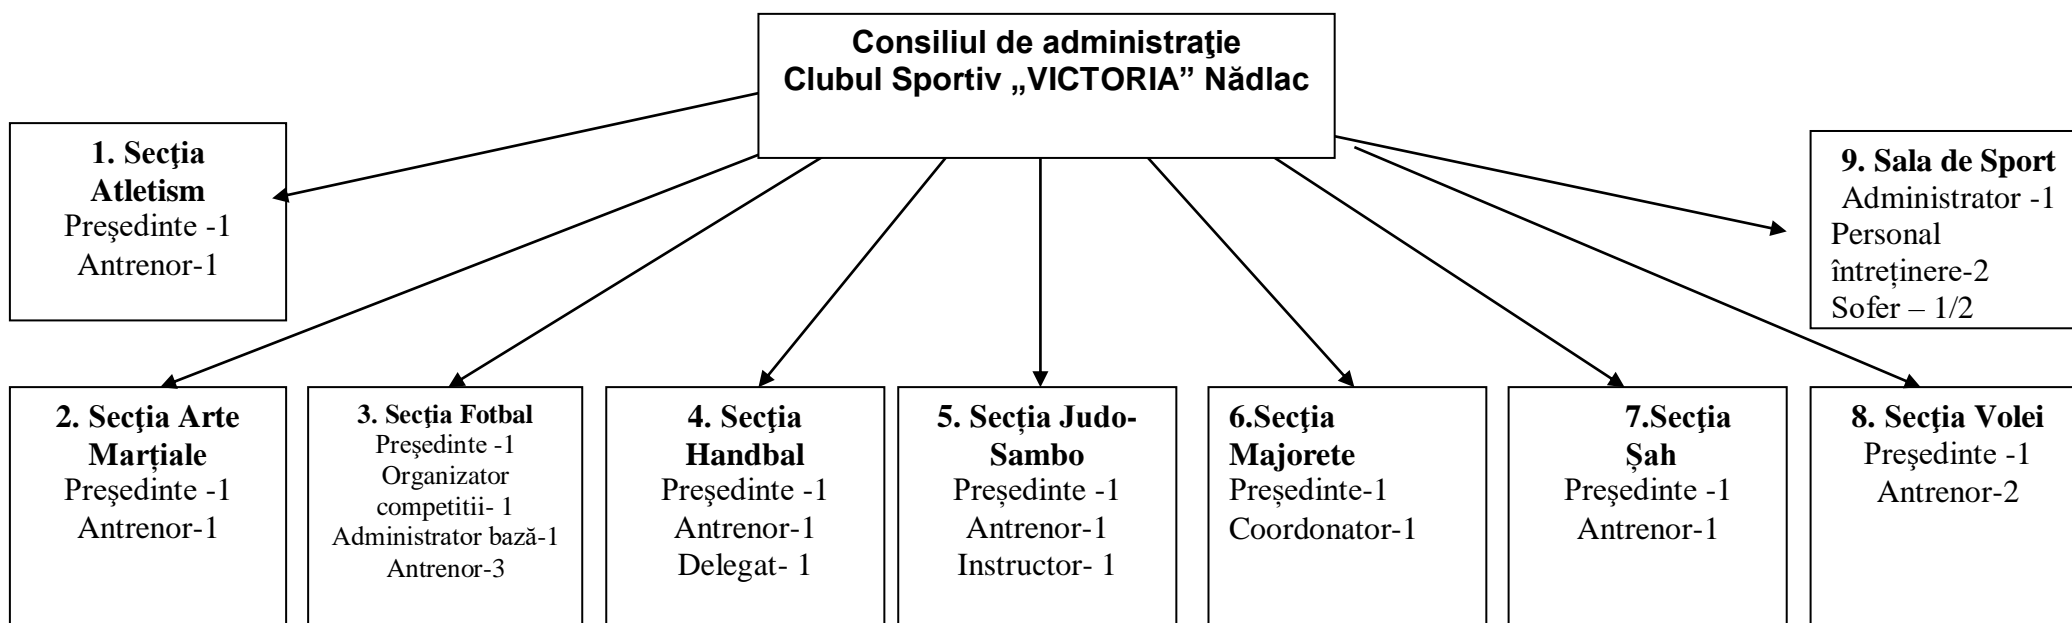 Consiliul de administraţie
Clubul Sportiv „VICTORIA” Nădlac
1. Secţia
Atletism
Preşedinte -1
Antrenor-1
9. Sala de Sport
Administrator -1
Personal
întreținere-2
Sofer – 1/2
2. Secţia Arte
Marțiale
Preşedinte -1
Antrenor-1
3. Secţia Fotbal
Preşedinte -1
Organizator
competitii- 1
Administrator bază-1
Antrenor-3
4. Secţia
Handbal
Preşedinte -1
Antrenor-1
Delegat- 1
5. Secția Judo-
Sambo
Președinte -1
Antrenor-1
Instructor- 1
6.Secţia
Majorete
Președinte-1
Coordonator-1
7.Secţia
Șah
Preşedinte -1
Antrenor-1
8. Secţia Volei
Preşedinte -1
Antrenor-2